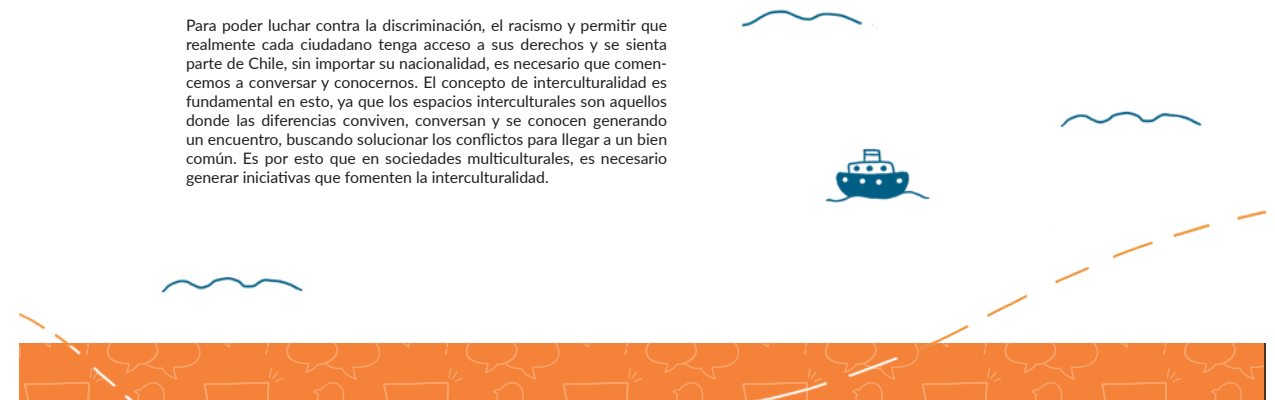 Para poder luchar contra la discriminación, el racismo y permitir que
realmente cada ciudadano tenga acceso a sus derechos y se sienta
parte de Chile, sin importar su nacionalidad, es necesario que comen-
cemos a conversar y conocernos. El concepto de interculturalidad es
fundamental en esto, ya que los espacios interculturales son aquellos
donde las diferencias conviven, conversan y se conocen generando
un encuentro, buscando solucionar los conflictos para llegar a un bien
común. Es por esto que en sociedades multiculturales, es necesario
generar iniciativas que fomenten la interculturalidad.